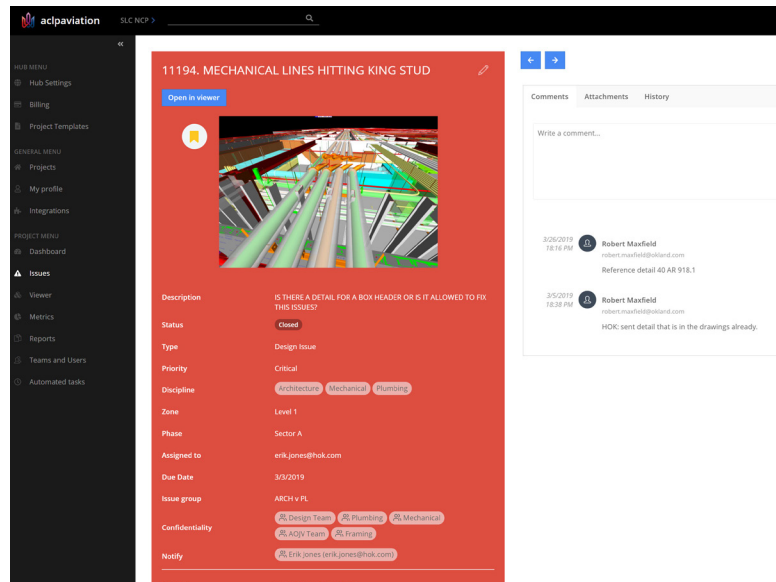 aclpaviation
SLC NCP >
«
HUB MENU
Hub Settings
Billing
Project Templates
GENERAL MENU
Projects
My profile
Integrations
PROJECT MENU
Dashboard
Issues
Viewer
Metrics
Reports
Teams and Users
Automated tasks
11194. MECHANICAL LINES HITTING KING STUD
Open in viewer
Description IS THERE A DETAIL FOR A BOX HEADER OR IS IT ALLOWED TO FIX
THIS ISSUES?
Status Closed
Type Design Issue
Priority Critical
Discipline Architecture Mechanical Plumbing
Zone Level 1
Phase Sector A
Assigned to erik.jones@hok.com
Due Date 3/3/2019
Issue group ARCH v PL
Confidentiality Design Team Plumbing Mechanical
AOJV Team Framing
Notify Erik Jones (erik.jones@hok.com)
Comments Attachments History
Write a comment...
3/26/2019
18:16 PM
Robert Maxfield
robert.maxfield@okland.com
Reference detail 40 AR 918.1
3/5/2019
18:38 PM
Robert Maxfield
robert.maxfield@okland.com
HOK: sent detail that is in the drawings already.